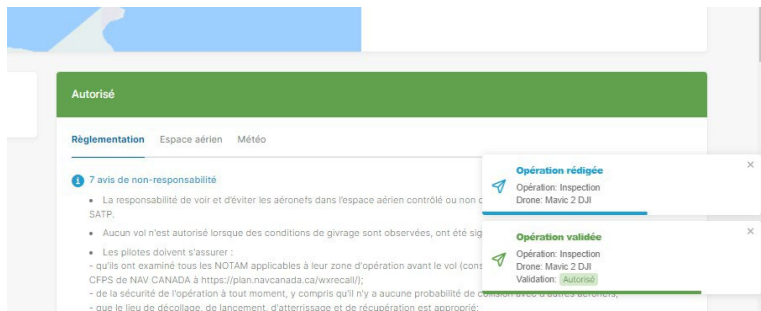 Autorisé
Règlementation Espace aérien Météo
7 avis de non-responsabilité
• La responsabilité de voir et d'éviter les aéronefs dans l'espace aérien contrôlé ou non
SATP.
• Aucun vol n'est autorisé lorsque des conditions de givrage sont observées, ont été
• Les pilotes doivent s'assurer :
- qu'ils ont examiné tous les NOTAM applicables à leur zone d'opération avant le vol
CFPS de NAV CANADA à https://plan.navcanada.ca/wxrecall/);
- de la sécurité de l'opération à tout moment, y compris qu'il n'y a aucune probabilité de collision avec d'autres aéronefs;
- que le lieu de décollage, de lancement, d'atterrissage et de récupération est approprié;
Opération rédigée
Opération: Inspection
Drone: Mavic 2 DJI
Opération validée
Opération: Inspection
Drone: Mavic 2 DJI
Validation: Autorisé